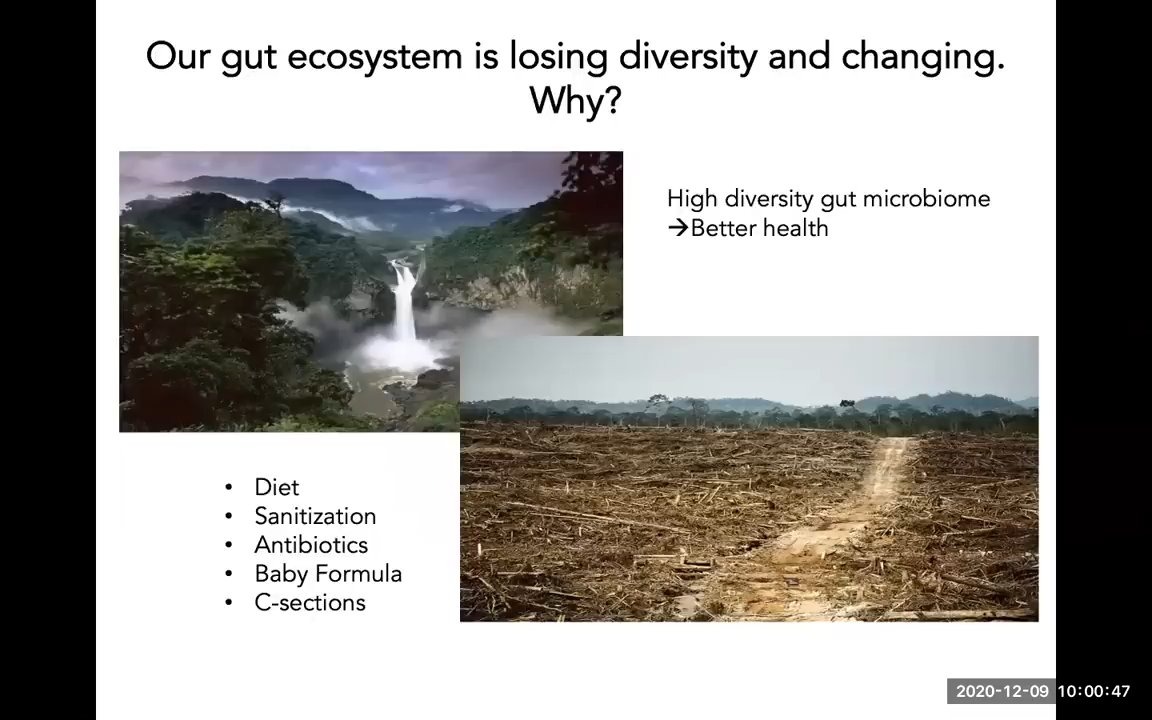 Our gut ecosystem is losing diversity and changing.
Why?
High diversity gut microbiome
→Better health
• Diet
• Sanitization
• Antibiotics
• Baby Formula
• C-sections
2020-12-09 10:00:47